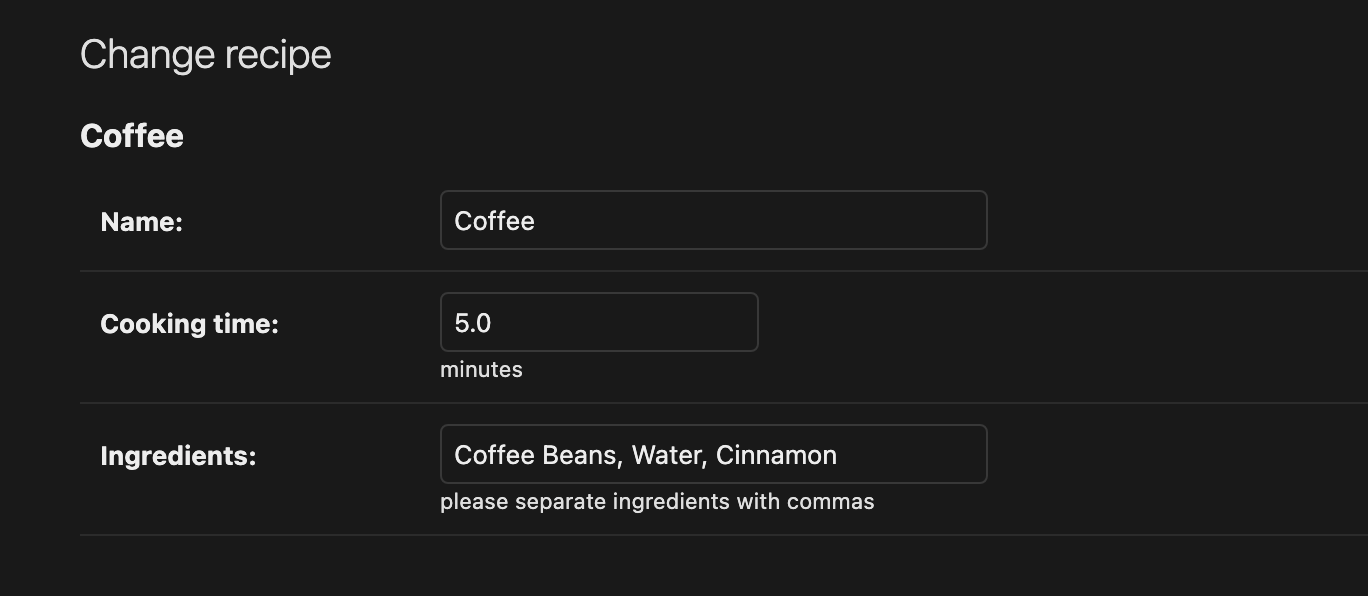 Change recipe
Coffee
Name:
Coffee
Cooking time:
5.0
minutes
Ingredients:
Coffee Beans, Water, Cinnamon
please separate ingredients with commas